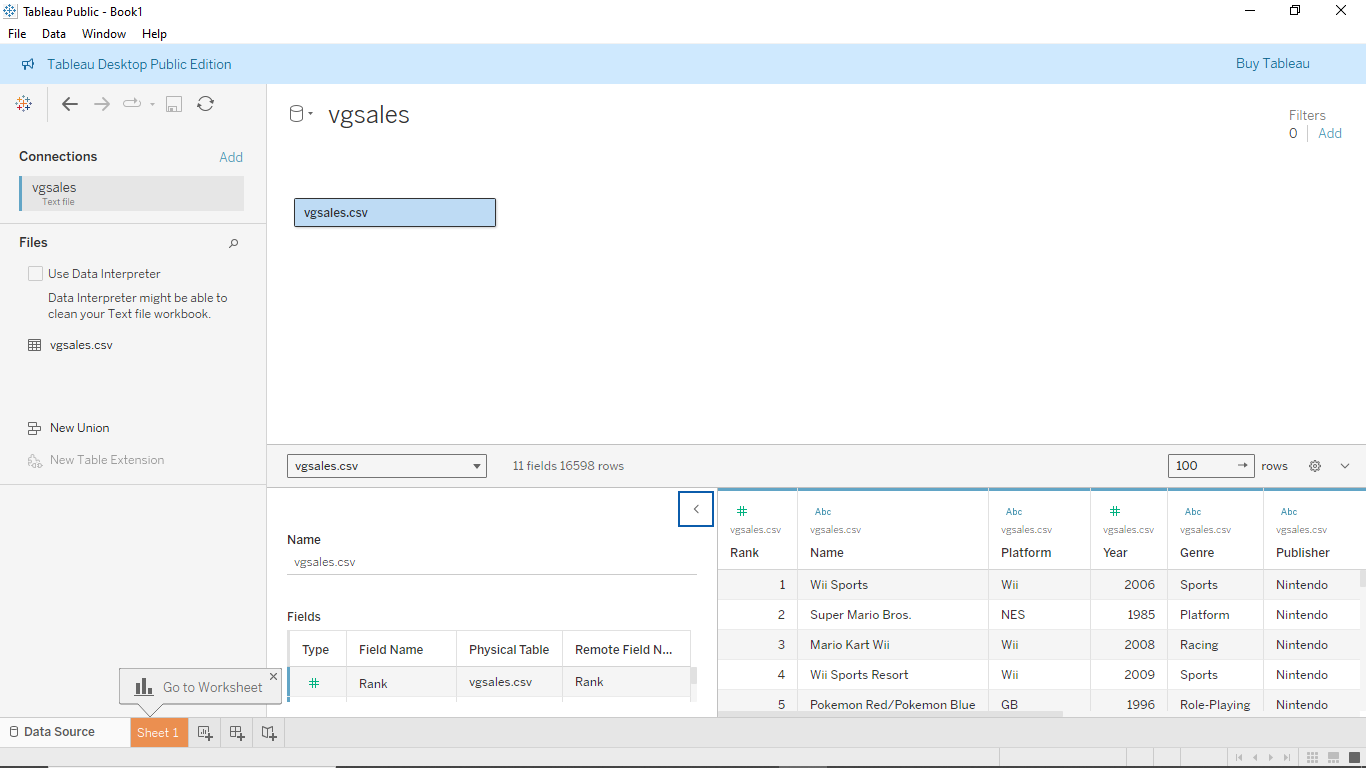 Tableau Public - Book1
File Data Window Help
Tableau Desktop Public Edition
Buy Tableau
Connections
Add
vgsales
Text file
Files
Use Data Interpreter
Data Interpreter might be able to
clean your Text file workbook.
vgsales.csv
New Union
New Table Extension
vgsales
Filters
0 Add
vgsales.csv
vgsales.csv
11 fields 16598 rows
100 → rows
Name
vgsales.csv
Fields
Type Field Name Physical Table Remote Field N...
# Rank vgsales.csv Rank
# Abc Abc # Abc Abc
vgsales.csv vgsales.csv vgsales.csv vgsales.csv vgsales.csv vgsales.csv
Rank Name Platform Year Genre Publisher
1 Wii Sports Wii 2006 Sports Nintendo
2 Super Mario Bros. NES 1985 Platform Nintendo
3 Mario Kart Wii Wii 2008 Racing Nintendo
4 Wii Sports Resort Wii 2009 Sports Nintendo
5 Pokemon Red/Pokemon Blue GB 1996 Role-Playing Nintendo
Go to Worksheet
Data Source
Sheet 1